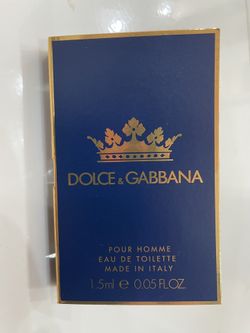 DOLCE & GABBANA
POUR HOMME
EAU DE TOILETTE
MADE IN ITALY
1.5ml e 0.05 FL.OZ.